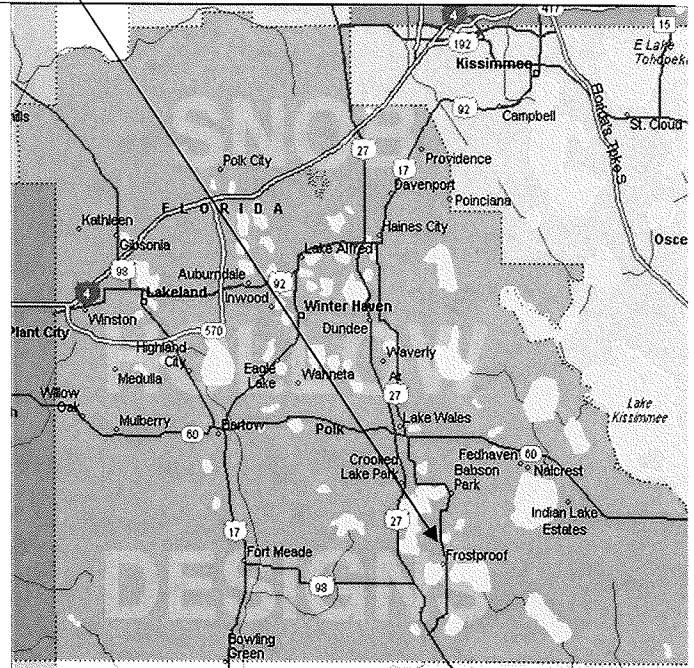 4
417
15
192
E Lake
Tohopeka
Kissimmee
92
Campbell
Florida's Tpke S
St. Cloud
27
Polk City
Providence
17
Davenport
Poinciana
FLORIDA
Kathleen
Gibsonia
Haines City
Osce
Lake Alfred
98
Auburndale
92
4
Lakeland
Inwood
Winter Haven
Winston
Plant City
570
Dundee
Highland
City
Waverly
Medulla
Eagle
Lake
Wahneta
27
Willow
Oak
Lake
Kissimmee
Mulberry
60
Bartow
Polk
Lake Wales
Crooked
Lake Park
Fedhaven
60
Babson
Park
Nalcrest
Indian Lake
Estates
27
17
Fort Meade
Frostproof
98
Bowling
Green